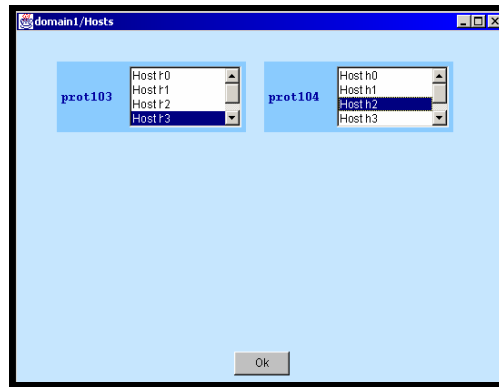 domain1/Hosts
prot103
Host h0
Host h1
Host h2
Host h3
prot104
Host h0
Host h1
Host h2
Host h3
Ok